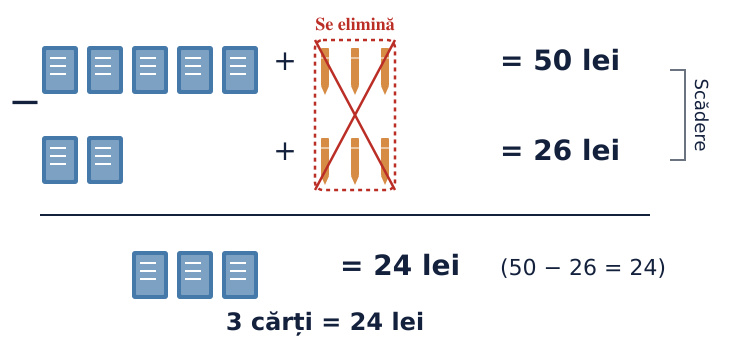 Se elimină
+ = 50 lei
−
+ = 26 lei
Scădere
= 24 lei (50 − 26 = 24)
3 cărți = 24 lei